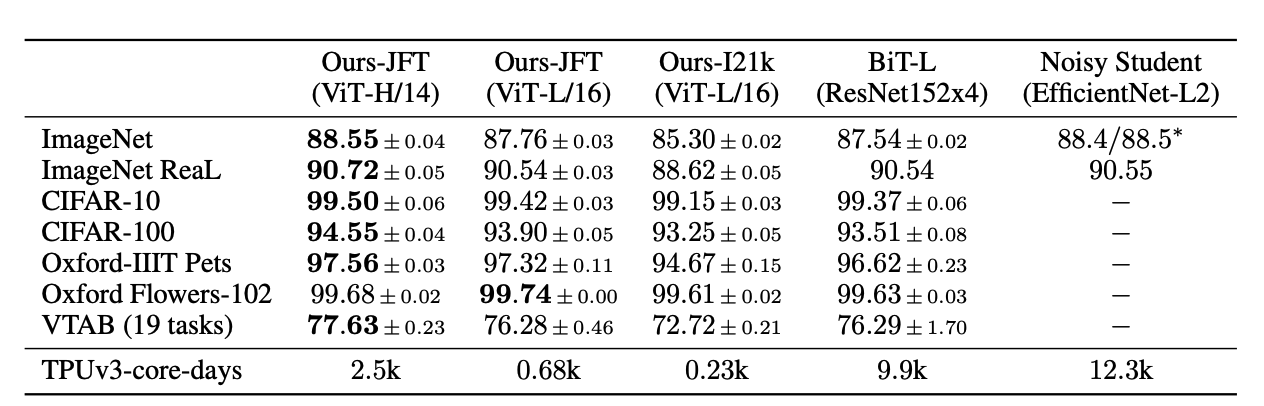 Ours-JFT Ours-JFT Ours-I21k BiT-L Noisy Student
(ViT-H/14) (ViT-L/16) (ViT-L/16) (ResNet152x4) (EfficientNet-L2)
ImageNet 88.55 ± 0.04 87.76 ± 0.03 85.30 ± 0.02 87.54 ± 0.02 88.4/88.5*
ImageNet ReaL 90.72 ± 0.05 90.54 ± 0.03 88.62 ± 0.05 90.54 90.55
CIFAR-10 99.50 ± 0.06 99.42 ± 0.03 99.15 ± 0.03 99.37 ± 0.06 −
CIFAR-100 94.55 ± 0.04 93.90 ± 0.05 93.25 ± 0.05 93.51 ± 0.08 −
Oxford-IIIT Pets 97.56 ± 0.03 97.32 ± 0.11 94.67 ± 0.15 96.62 ± 0.23 −
Oxford Flowers-102 99.68 ± 0.02 99.74 ± 0.00 99.61 ± 0.02 99.63 ± 0.03 −
VTAB (19 tasks) 77.63 ± 0.23 76.28 ± 0.46 72.72 ± 0.21 76.29 ± 1.70 −
TPUv3-core-days 2.5k 0.68k 0.23k 9.9k 12.3k